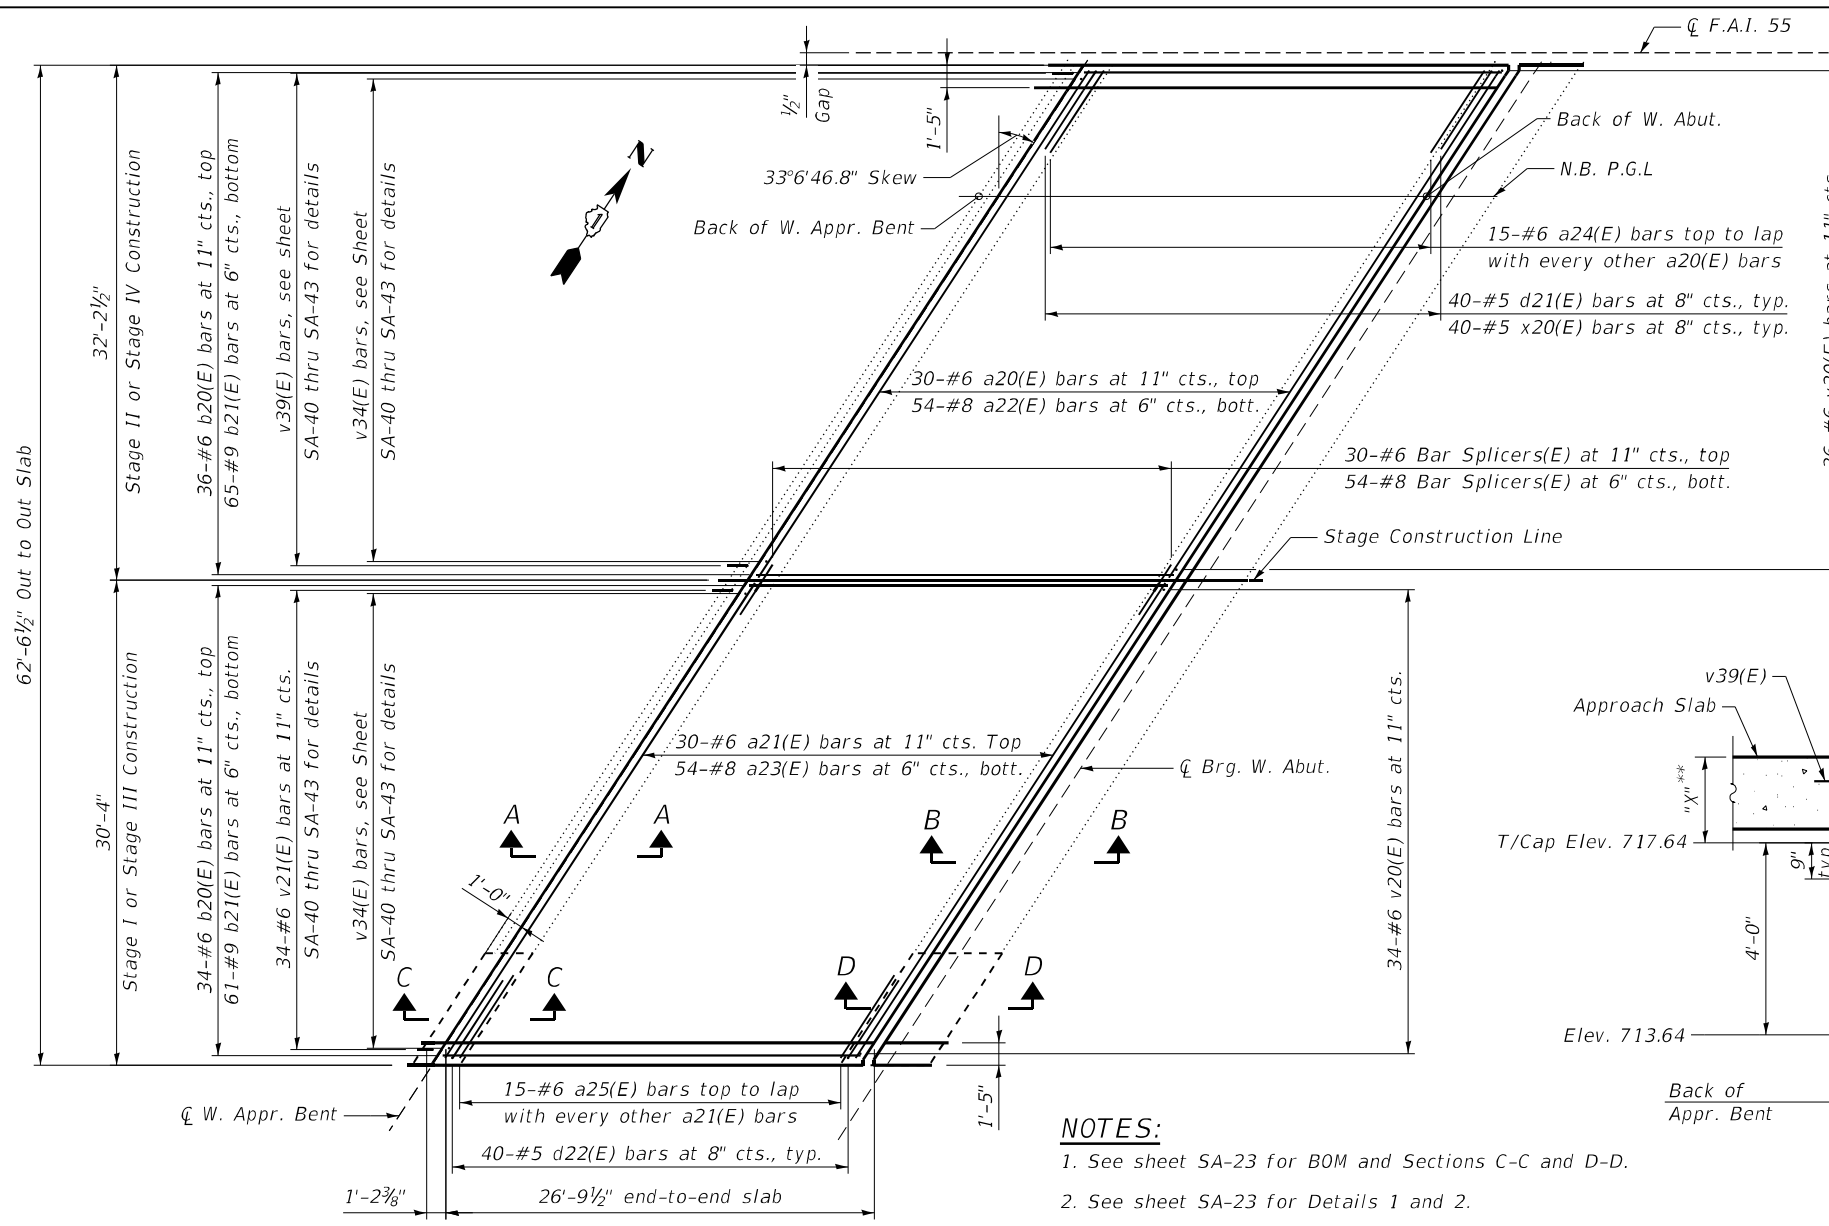 ℄ F.A.I. 55
½"
Gap
1'-5"
Back of W. Abut.
N.B. P.G.L
33°6'46.8" Skew
Back of W. Appr. Bent
N
1
15-#6 a24(E) bars top to lap
with every other a20(E) bars
40-#5 d21(E) bars at 8" cts., typ.
40-#5 x20(E) bars at 8" cts., typ.
30-#6 a20(E) bars at 11" cts., top
54-#8 a22(E) bars at 6" cts., bott.
30-#6 Bar Splicers(E) at 11" cts., top
54-#8 Bar Splicers(E) at 6" cts., bott.
Stage Construction Line
62'-6½" Out to Out Slab
32'-2½"
Stage II or Stage IV Construction
36-#6 b20(E) bars at 11" cts., top
65-#9 b21(E) bars at 6" cts., bottom
v39(E) bars, see sheet
SA-40 thru SA-43 for details
v34(E) bars, see Sheet
SA-40 thru SA-43 for details
30'-4"
Stage I or Stage III Construction
34-#6 b20(E) bars at 11" cts., top
61-#9 b21(E) bars at 6" cts., bottom
34-#6 v21(E) bars at 11" cts.
SA-40 thru SA-43 for details
v34(E) bars, see Sheet
SA-40 thru SA-43 for details
30-#6 a21(E) bars at 11" cts. Top
54-#8 a23(E) bars at 6" cts., bott.
℄ Brg. W. Abut.
34-#6 v20(E) bars at 11" cts.
A
A
B
B
1'-0"
C
C
D
D
v39(E)
Approach Slab
"X"**
T/Cap Elev. 717.64
9"
typ
4'-0"
Elev. 713.64
Back of
Appr. Bent
℄ W. Appr. Bent
15-#6 a25(E) bars top to lap
with every other a21(E) bars
1'-5"
40-#5 d22(E) bars at 8" cts., typ.
1'-2⅜"
26'-9½" end-to-end slab
NOTES:
1. See sheet SA-23 for BOM and Sections C-C and D-D.
2. See sheet SA-23 for Details 1 and 2.